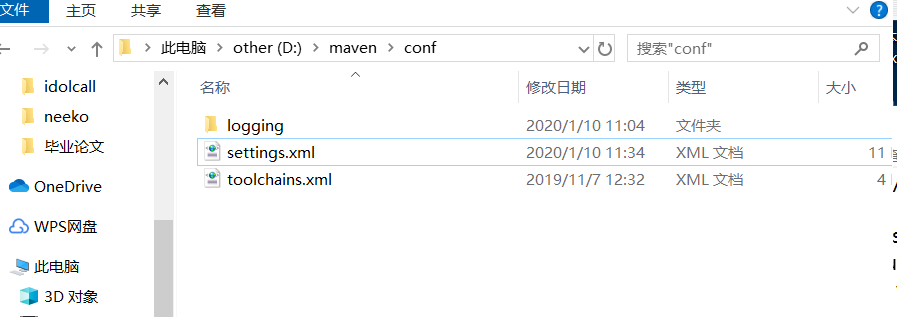 文件 主页 共享 查看
此电脑 other (D:) maven conf 搜索"conf"
idolcall
neeko
毕业论文
OneDrive
WPS网盘
此电脑
3D 对象
名称 修改日期 类型 大小
logging 2020/1/10 11:04 文件夹
settings.xml 2020/1/10 11:34 XML 文档 11
toolchains.xml 2019/11/7 12:32 XML 文档 4